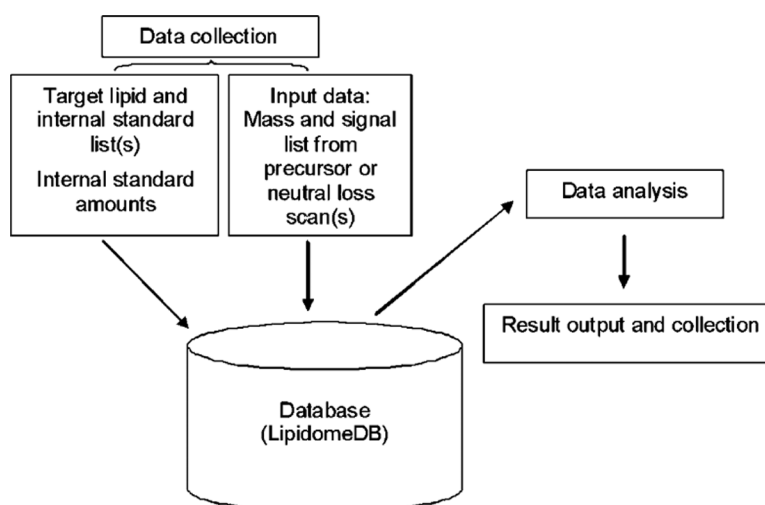 Data collection
Target lipid and
internal standard
list(s)
Internal standard
amounts
Input data:
Mass and signal
list from
precursor or
neutral loss
scan(s)
Data analysis
Result output and collection
Database
(LipidomeDB)